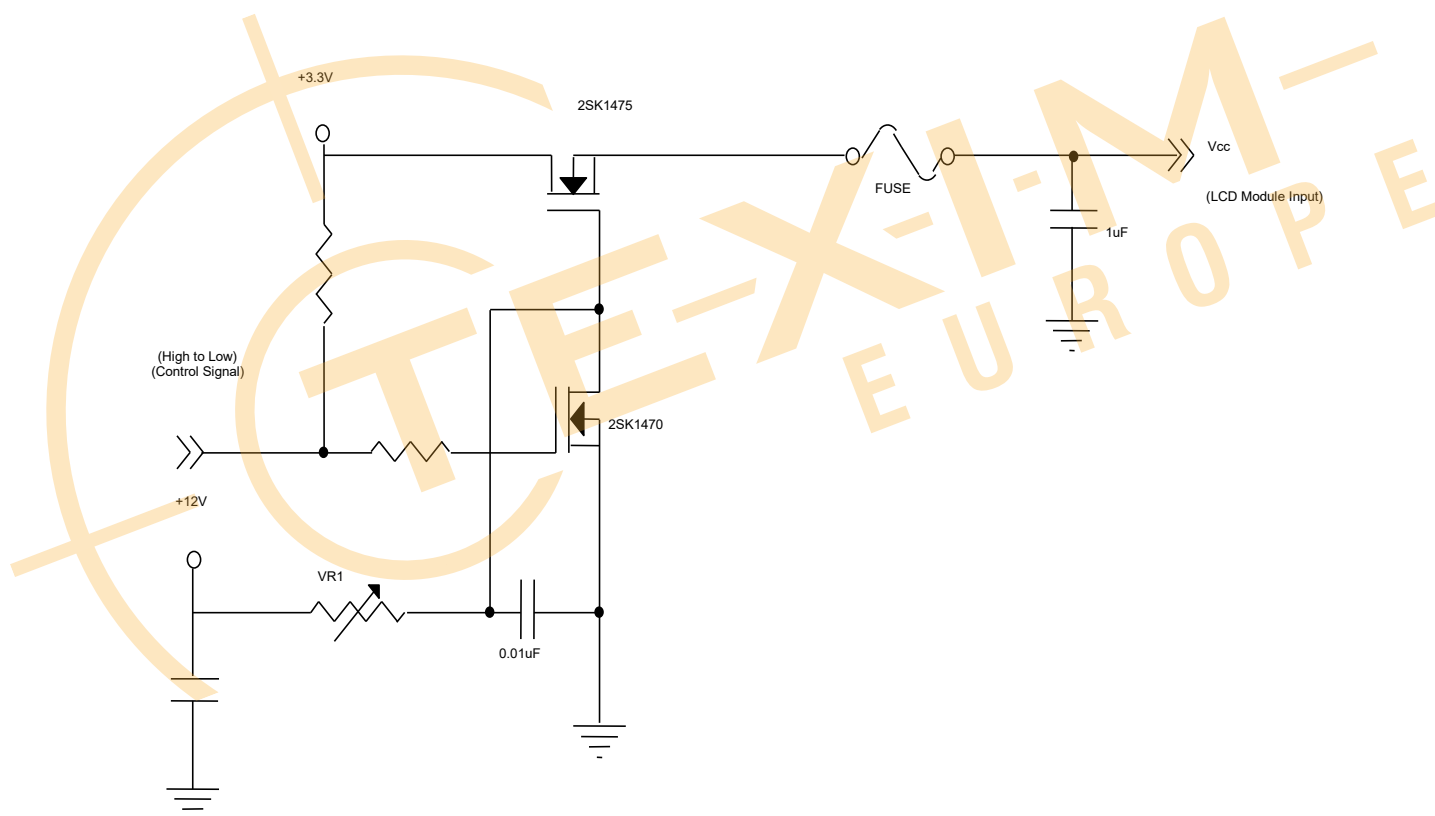 +3.3V
2SK1475
FUSE
Vcc
(LCD Module Input)
1uF
(High to Low)
(Control Signal)
2SK1470
+12V
VR1
0.01uF
TE-X-I-M-
EUROPE